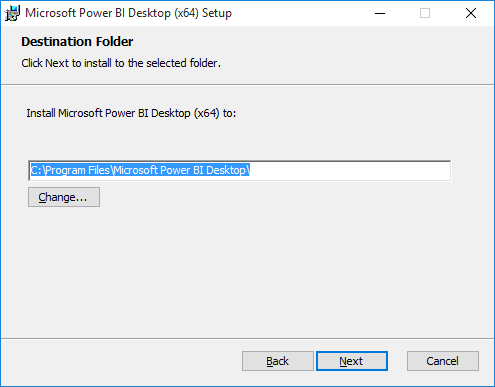 Microsoft Power BI Desktop (x64) Setup
Destination Folder
Click Next to install to the selected folder.
Install Microsoft Power BI Desktop (x64) to:
C:\Program Files\Microsoft Power BI Desktop\
Change...
Back Next Cancel